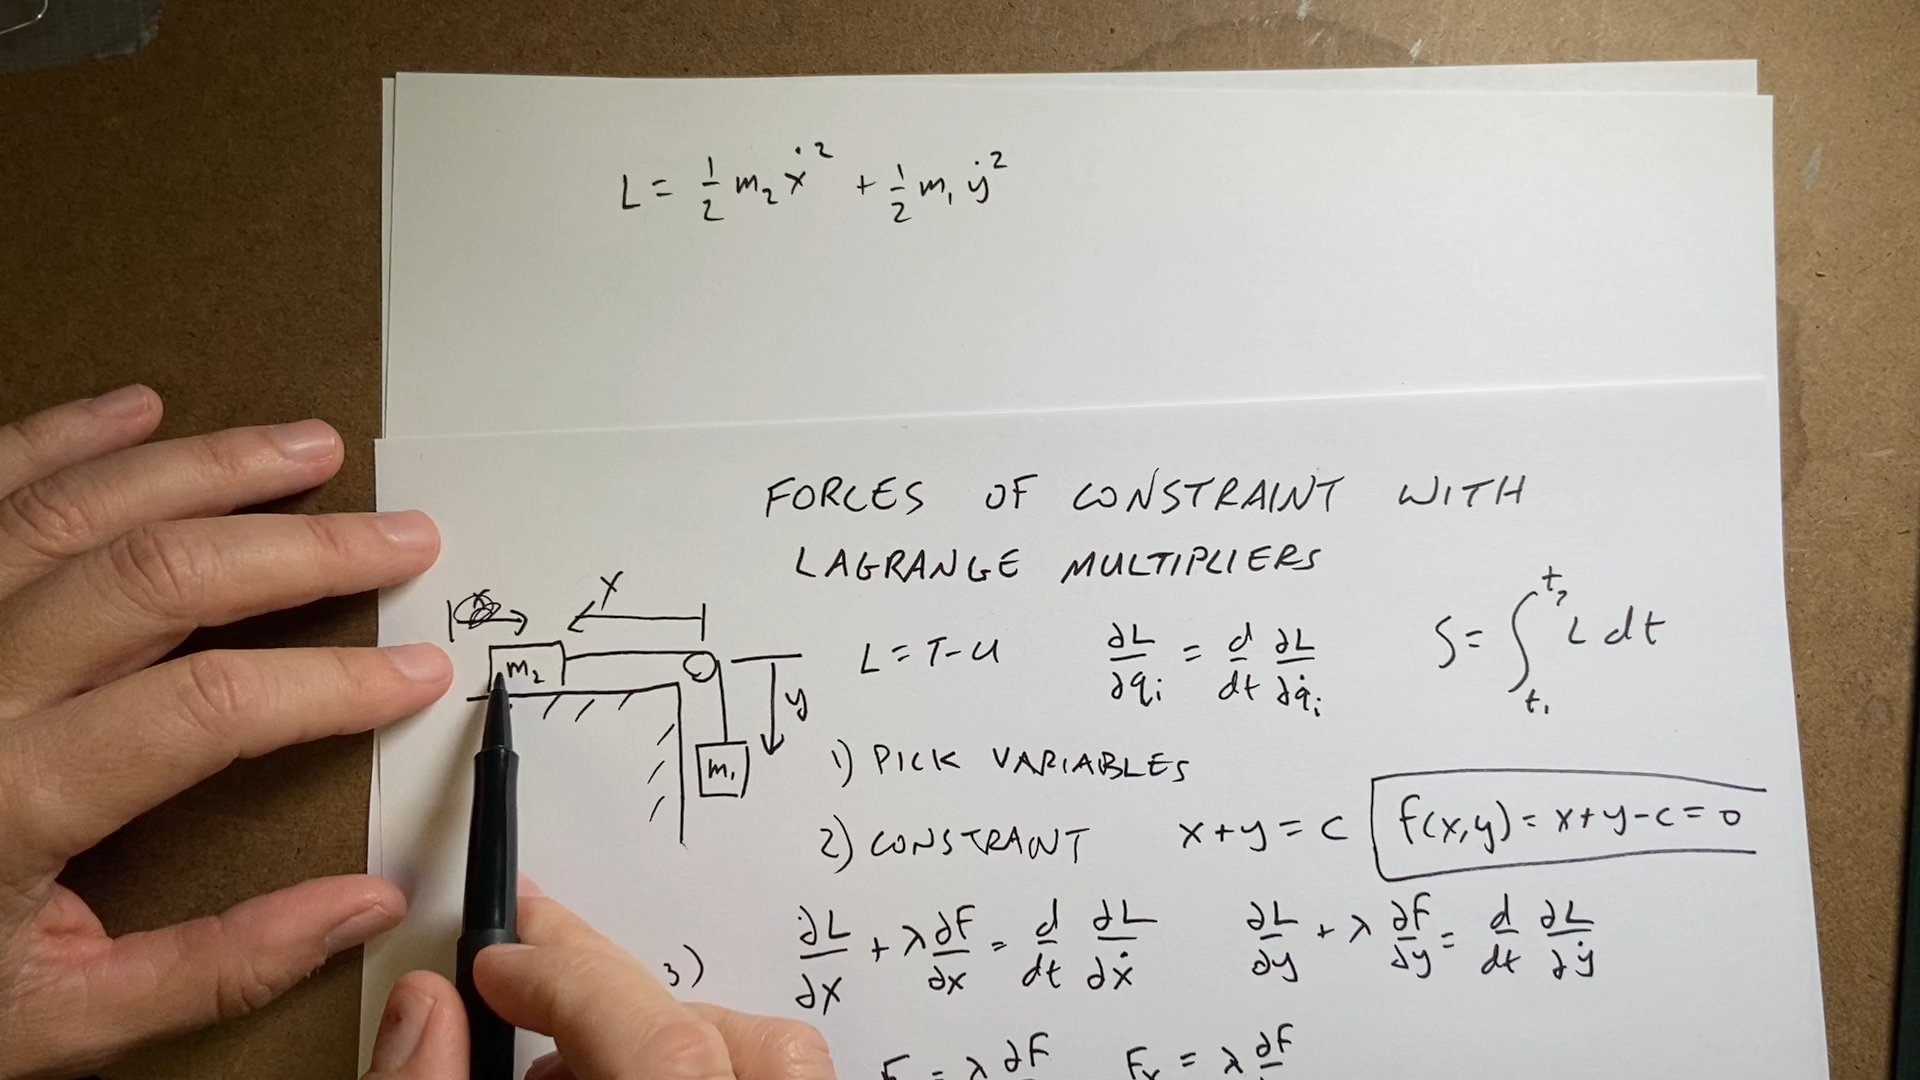 L = 1/2 m₂ ẋ² + 1/2 m₁ ẏ²
FORCES OF CONSTRAINT WITH
LAGRANGE MULTIPLIERS
x
m₂
y
m₁
L = T - U ∂L/∂qᵢ = d/dt ∂L/∂q̇ᵢ S = ∫ₜ₁^t₂ L dt
1) PICK VARIABLES
2) CONSTRAINT x + y = C f(x,y) = x + y - C = 0
3) ∂L/∂x + λ ∂F/∂x = d/dt ∂L/∂ẋ ∂L/∂y + λ ∂F/∂y = d/dt ∂L/∂ẏ
= λ ∂F = λ ∂F